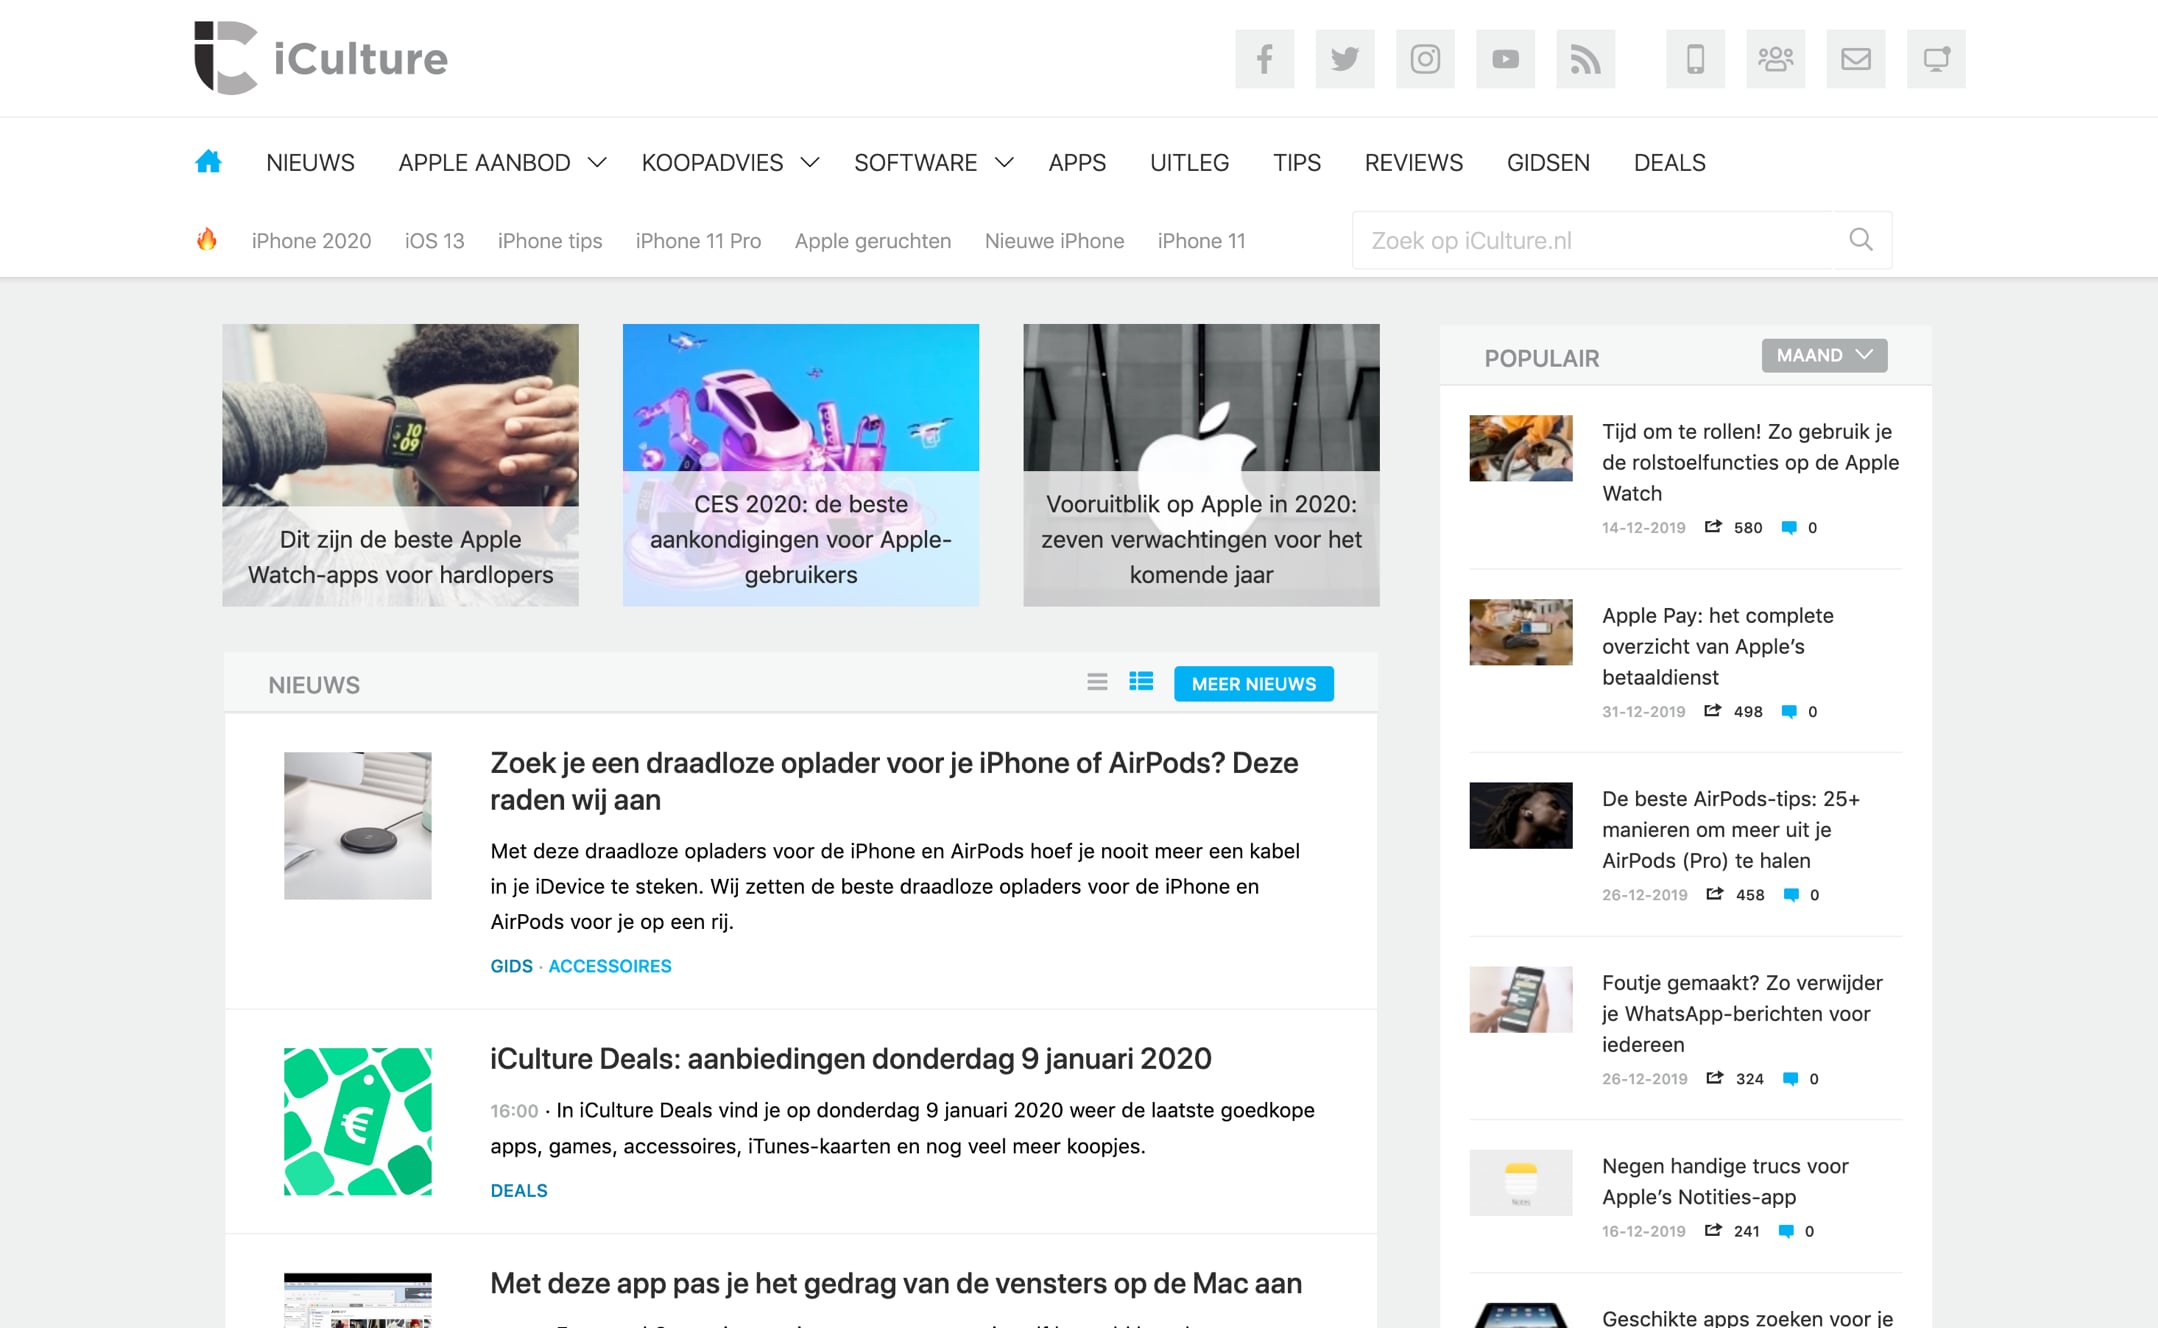 iCulture
NIEUWS
APPLE AANBOD
KOOPADVIES
SOFTWARE
APPS
UITLEG
TIPS
REVIEWS
GIDSEN
DEALS
iPhone 2020
iOS 13
iPhone tips
iPhone 11 Pro
Apple geruchten
Nieuwe iPhone
iPhone 11
Zoek op iCulture.nl
10
09
Dit zijn de beste Apple
Watch-apps voor hardlopers
CES 2020: de beste
aankondigingen voor Apple-
gebruikers
Vooruitblik op Apple in 2020:
zeven verwachtingen voor het
komende jaar
NIEUWS
MEER NIEUWS
Zoek je een draadloze oplader voor je iPhone of AirPods? Deze
raden wij aan
Met deze draadloze opladers voor de iPhone en AirPods hoef je nooit meer een kabel
in je iDevice te steken. Wij zetten de beste draadloze opladers voor de iPhone en
AirPods voor je op een rij.
GIDS · ACCESSOIRES
€
iCulture Deals: aanbiedingen donderdag 9 januari 2020
16:00 · In iCulture Deals vind je op donderdag 9 januari 2020 weer de laatste goedkope
apps, games, accessoires, iTunes-kaarten en nog veel meer koopjes.
DEALS
Met deze app pas je het gedrag van de vensters op de Mac aan
POPULAIR
MAAND
Tijd om te rollen! Zo gebruik je
de rolstoelfuncties op de Apple
Watch
14-12-2019 580 0
Apple Pay: het complete
overzicht van Apple’s
betaaldienst
31-12-2019 498 0
De beste AirPods-tips: 25+
manieren om meer uit je
AirPods (Pro) te halen
26-12-2019 458 0
Foutje gemaakt? Zo verwijder
je WhatsApp-berichten voor
iedereen
26-12-2019 324 0
Notes
Negen handige trucs voor
Apple’s Notities-app
16-12-2019 241 0
Geschikte apps zoeken voor je